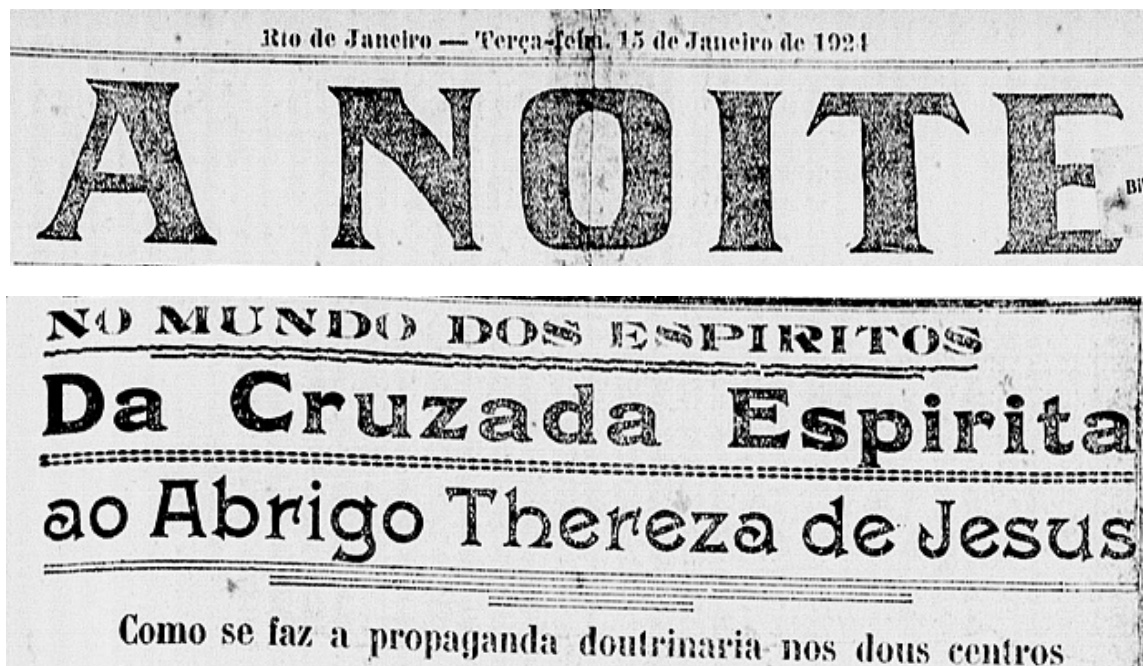 Rio de Janeiro — Terça-feira, 15 de Janeiro de 1924
A NOITE
NO MUNDO DOS ESPIRITOS
Da Cruzada Espirita
ao Abrigo Thereza de Jesus
Como se faz a propaganda doutrinaria nos dous centros